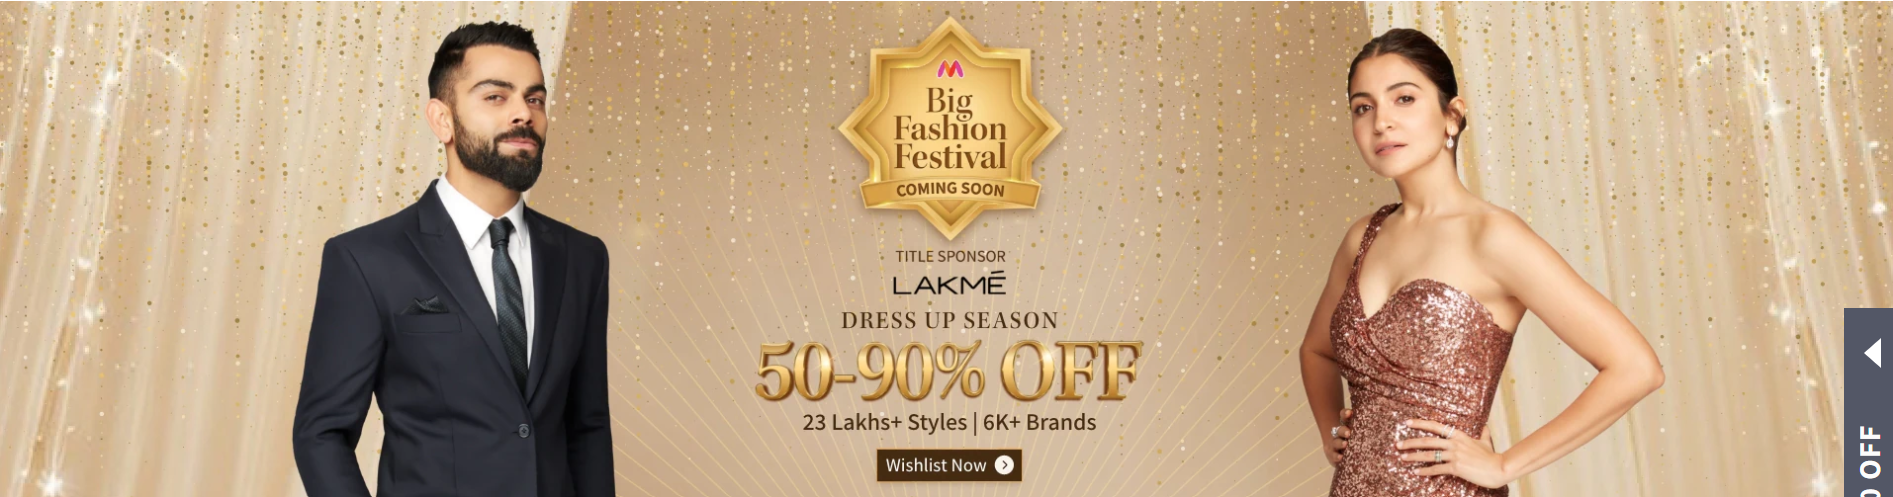 Big
Fashion
Festival
COMING SOON
TITLE SPONSOR
LAKMÉ
DRESS UP SEASON
50-90% OFF
23 Lakhs+ Styles | 6K+ Brands
Wishlist Now
OFF